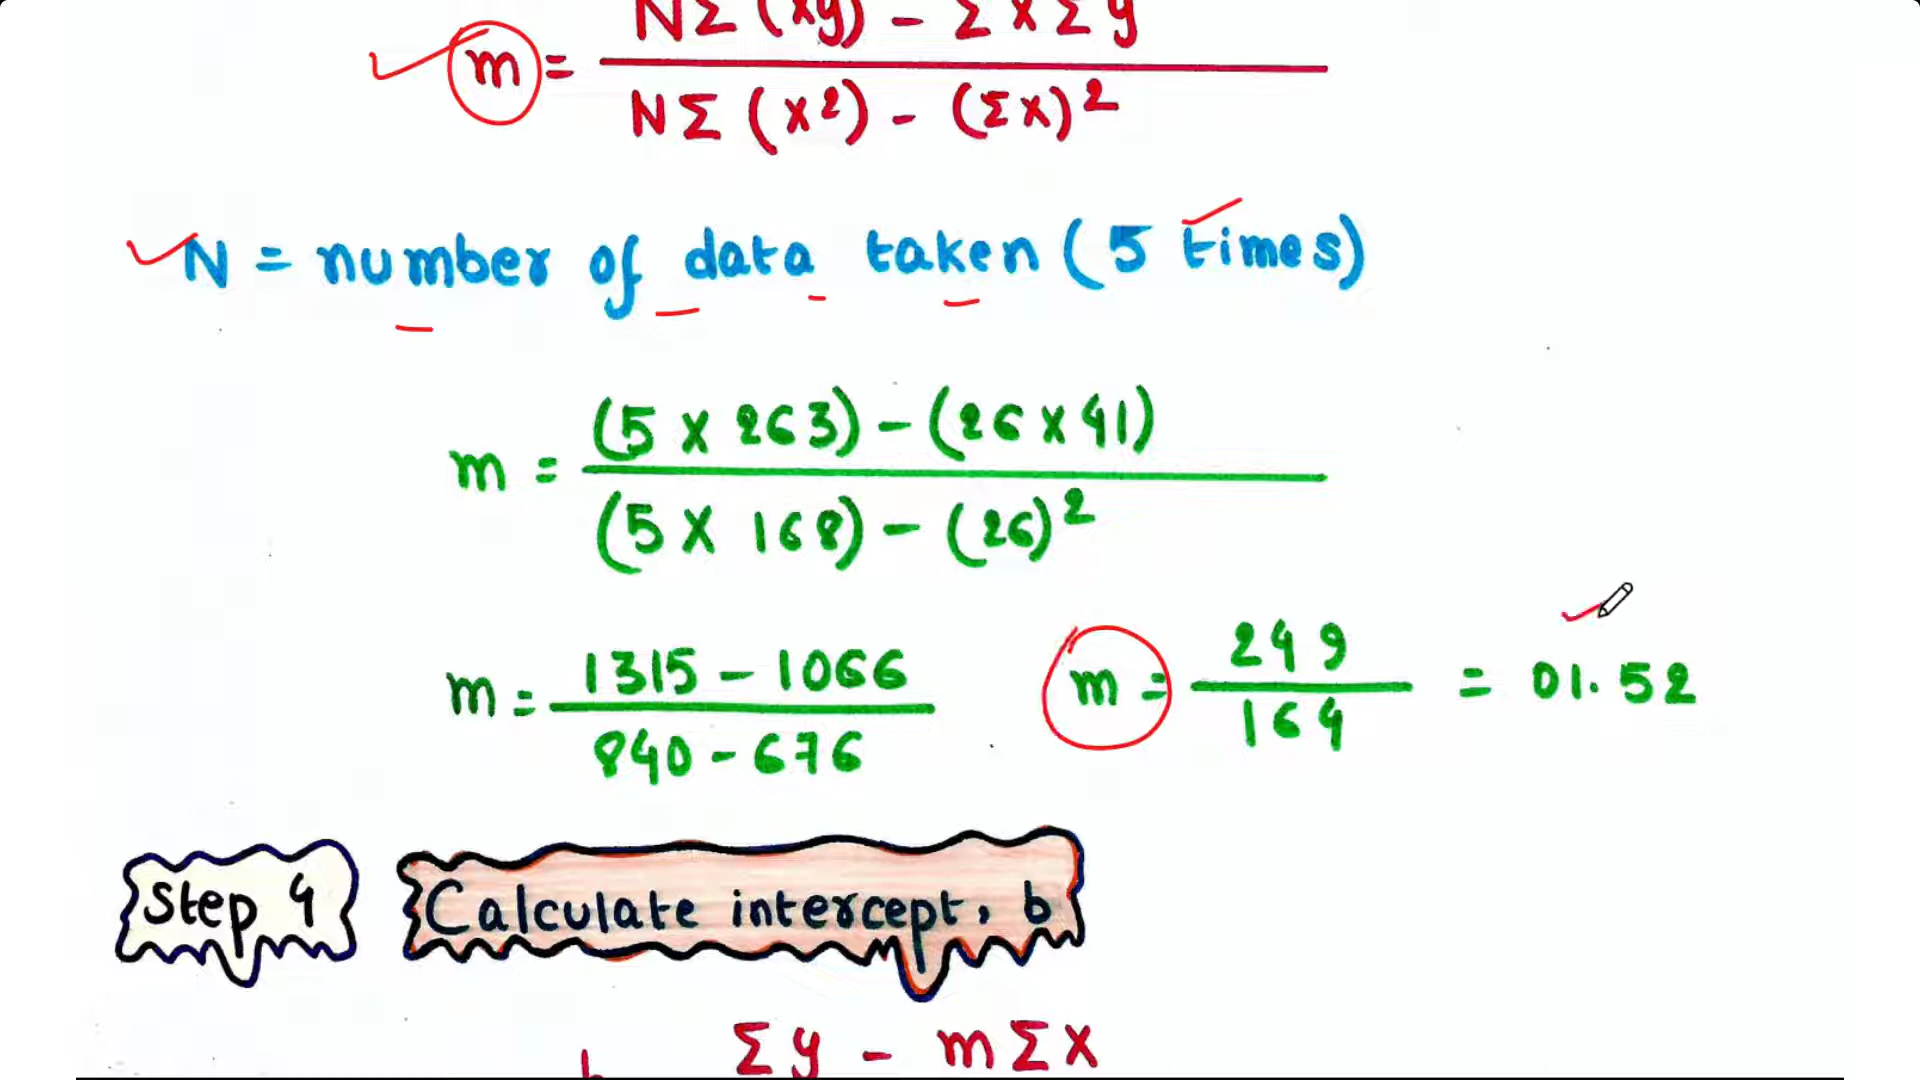 m = NΣ (xy) - Σ x Σ y
NΣ (x2) - (Σx)2
N = number of data taken (5 times)
m = (5 x 263) - (26 x 41)
(5 x 168) - (26)2
m = 1315 - 1066
840 - 676
m = 249
164
= 01.52
Step 4
Calculate intercept, b
Σy - mΣx